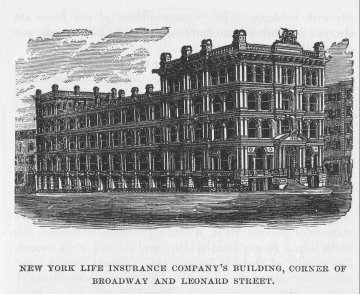 NEW YORK LIFE INSURANCE COMPANY'S BUILDING, CORNER OF
BROADWAY AND LEONARD STREET.